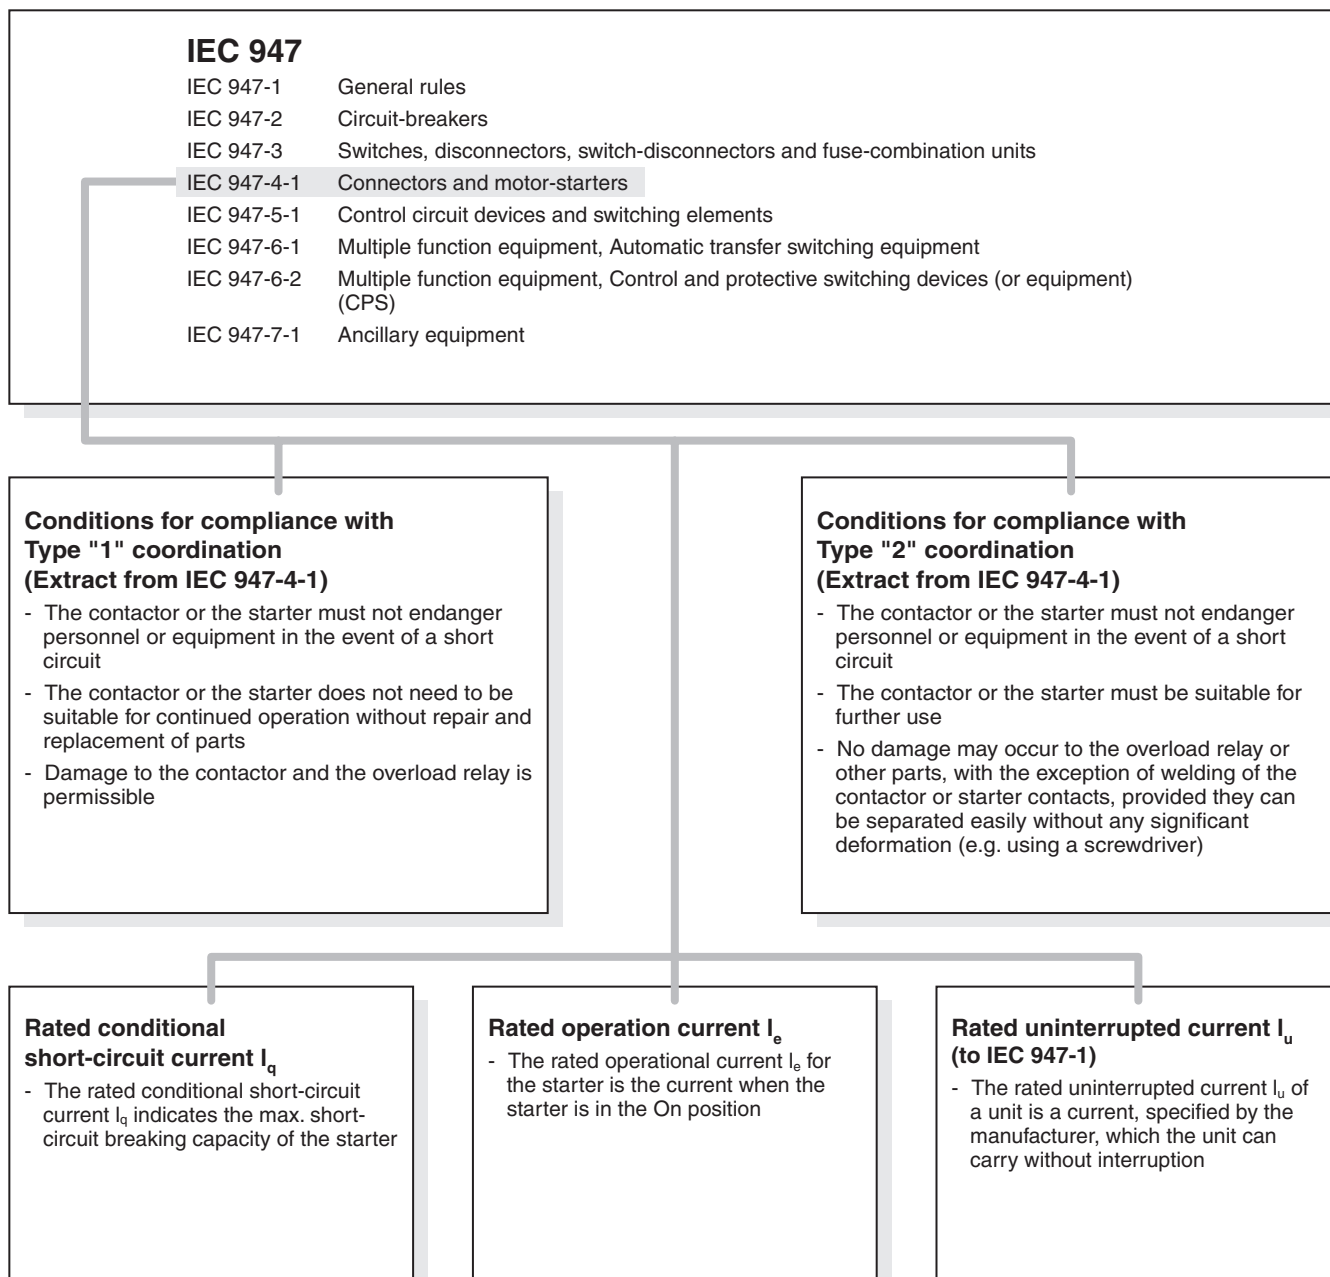 IEC 947
IEC 947-1 General rules
IEC 947-2 Circuit-breakers
IEC 947-3 Switches, disconnectors, switch-disconnectors and fuse-combination units
IEC 947-4-1 Connectors and motor-starters
IEC 947-5-1 Control circuit devices and switching elements
IEC 947-6-1 Multiple function equipment, Automatic transfer switching equipment
IEC 947-6-2 Multiple function equipment, Control and protective switching devices (or equipment)
(CPS)
IEC 947-7-1 Ancillary equipment
Conditions for compliance with
Type "1" coordination
(Extract from IEC 947-4-1)
- The contactor or the starter must not endanger
personnel or equipment in the event of a short
circuit
- The contactor or the starter does not need to be
suitable for continued operation without repair and
replacement of parts
- Damage to the contactor and the overload relay is
permissible
Conditions for compliance with
Type "2" coordination
(Extract from IEC 947-4-1)
- The contactor or the starter must not endanger
personnel or equipment in the event of a short
circuit
- The contactor or the starter must be suitable for
further use
- No damage may occur to the overload relay or
other parts, with the exception of welding of the
contactor or starter contacts, provided they can
be separated easily without any significant
deformation (e.g. using a screwdriver)
Rated conditional
short-circuit current Iq
- The rated conditional short-circuit
current Iq indicates the max. short-
circuit breaking capacity of the starter
Rated operation current Ie
- The rated operational current Ie for
the starter is the current when the
starter is in the On position
Rated uninterrupted current Iu
(to IEC 947-1)
- The rated uninterrupted current Iu of
a unit is a current, specified by the
manufacturer, which the unit can
carry without interruption